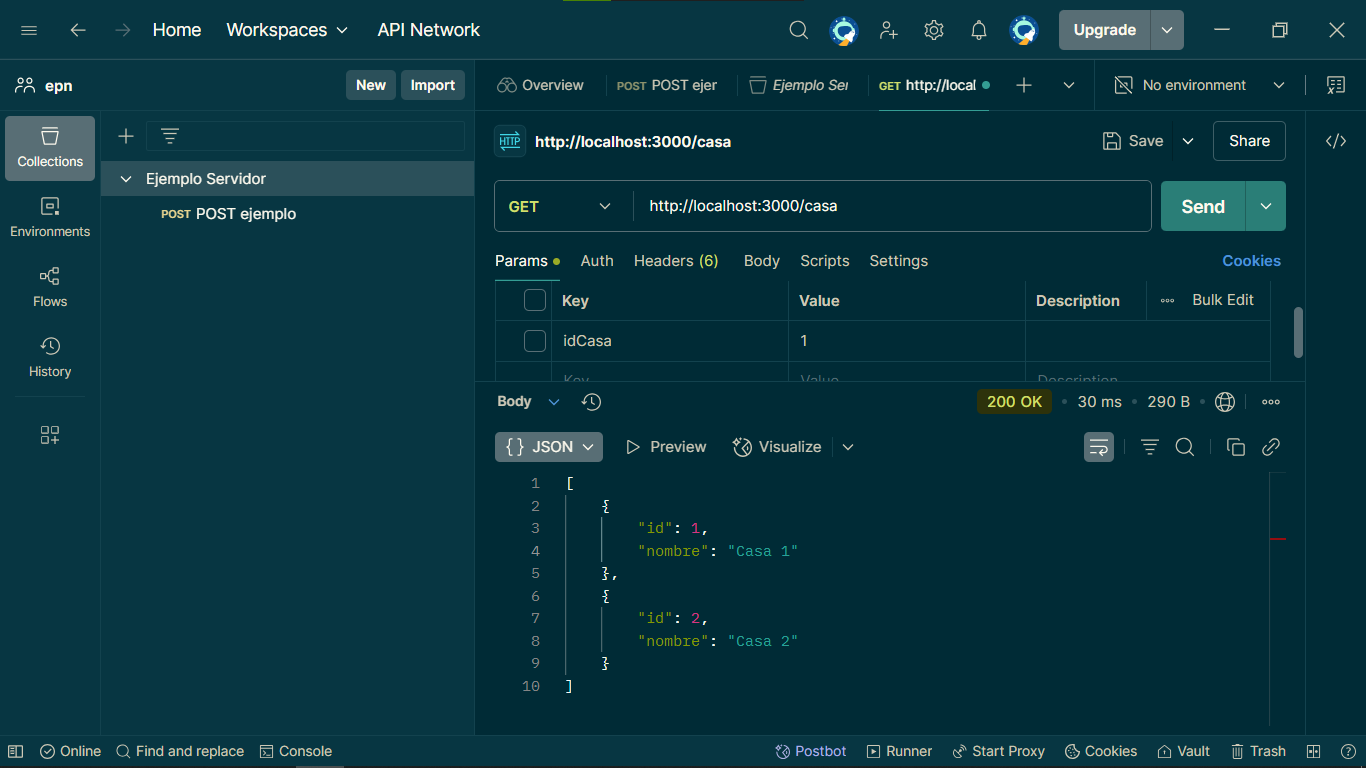 Home Workspaces API Network Upgrade
epn New Import Overview POST POST ejer Ejemplo Ser GET http://local No environment
Collections
Environments
Flows
History
Ejemplo Servidor
POST POST ejemplo
HTTP http://localhost:3000/casa Save Share
GET http://localhost:3000/casa Send
Params Auth Headers (6) Body Scripts Settings Cookies
Key Value Description Bulk Edit
idCasa 1
Key Value Description
Body 200 OK 30 ms 290 B
{} JSON Preview Visualize
1 [
2 {
3 "id": 1,
4 "nombre": "Casa 1"
5 },
6 {
7 "id": 2,
8 "nombre": "Casa 2"
9 }
10 ]
Online Find and replace Console Postbot Runner Start Proxy Cookies Vault Trash